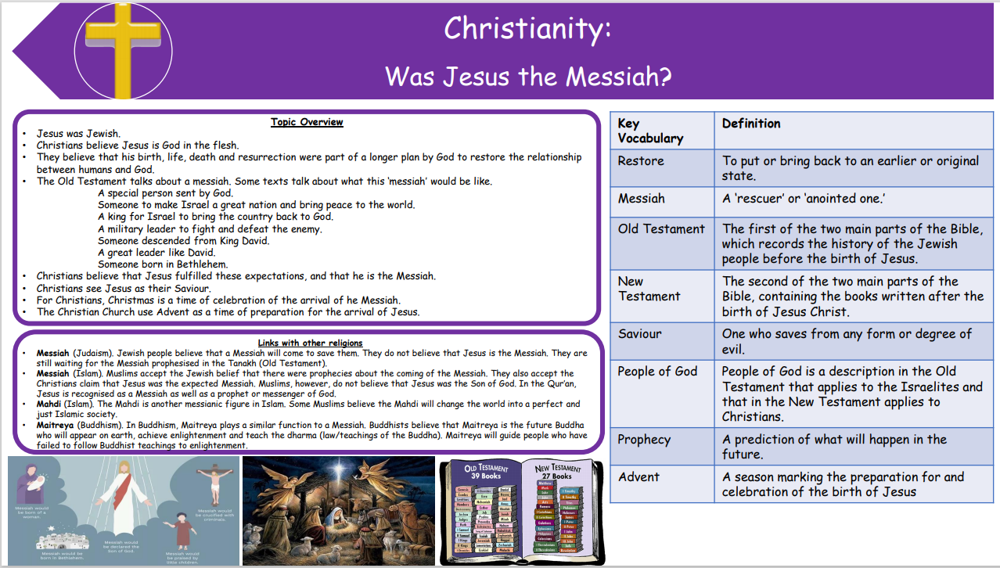 Christianity:
Was Jesus the Messiah?
Topic Overview
• Jesus was Jewish.
• Christians believe Jesus is God in the flesh.
• They believe that his birth, life, death and resurrection were part of a longer plan by God to restore the relationship
between humans and God.
• The Old Testament talks about a messiah. Some texts talk about what this ‘messiah’ would be like.
A special person sent by God.
Someone to make Israel a great nation and bring peace to the world.
A king for Israel to bring the country back to God.
A military leader to fight and defeat the enemy.
Someone descended from King David.
A great leader like David.
Someone born in Bethlehem.
• Christians believe that Jesus fulfilled these expectations, and that he is the Messiah.
• Christians see Jesus as their Saviour.
• For Christians, Christmas is a time of celebration of the arrival of he Messiah.
• The Christian Church use Advent as a time of preparation for the arrival of Jesus.
Links with other religions
• Messiah (Judaism). Jewish people believe that a Messiah will come to save them. They do not believe that Jesus is the Messiah. They are
still waiting for the Messiah prophesised in the Tanakh (Old Testament).
• Messiah (Islam). Muslims accept the Jewish belief that there were prophecies about the coming of the Messiah. They also accept the
Christians claim that Jesus was the expected Messiah. Muslims, however, do not believe that Jesus was the Son of God. In the Qur’an,
Jesus is recognised as a Messiah as well as a prophet or messenger of God.
• Mahdi (Islam). The Mahdi is another messianic figure in Islam. Some Muslims believe the Mahdi will change the world into a perfect and
just Islamic society.
• Maitreya (Buddhism). In Buddhism, Maitreya plays a similar function to a Messiah. Buddhists believe that Maitreya is the future Buddha
who will appear on earth, achieve enlightenment and teach the dharma (law/teachings of the Buddha). Maitreya will guide people who have
failed to follow Buddhist teachings to enlightenment.
Key
Vocabulary
Definition
Restore
To put or bring back to an earlier or original
state.
Messiah
A ‘rescuer’ or ‘anointed one.’
Old Testament
The first of the two main parts of the Bible,
which records the history of the Jewish
people before the birth of Jesus.
New
Testament
The second of the two main parts of the
Bible, containing the books written after the
birth of Jesus Christ.
Saviour
One who saves from any form or degree of
evil.
People of God
People of God is a description in the Old
Testament that applies to the Israelites and
that in the New Testament applies to
Christians.
Prophecy
A prediction of what will happen in the
future.
Advent
A season marking the preparation for and
celebration of the birth of Jesus
Messiah would
be born of a
woman.
Messiah would
be born in Bethlehem.
Messiah would
be declared the
Son of God.
Messiah would
be crucified with
criminals.
Messiah would
be praised by
little children.
OLD TESTAMENT
39 Books
NEW TESTAMENT
27 Books